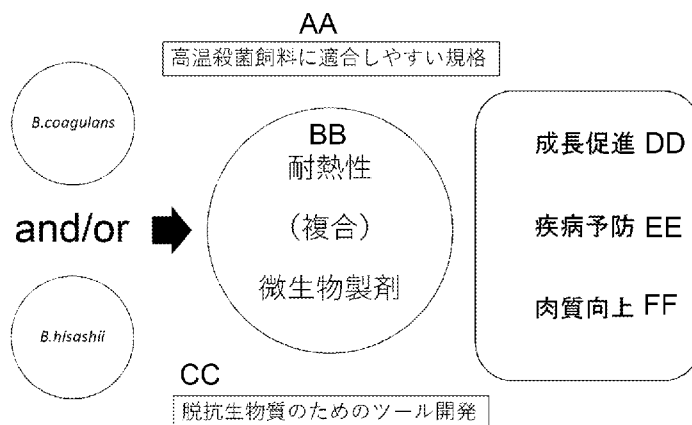 AA
高温殺菌飼料に適合しやすい規格
B.coagulans
and/or
B.hisashii
BB
耐熱性
（複合）
微生物製剤
成長促進 DD
疾病予防 EE
肉質向上 FF
CC
脱抗生物質のためのツール開発